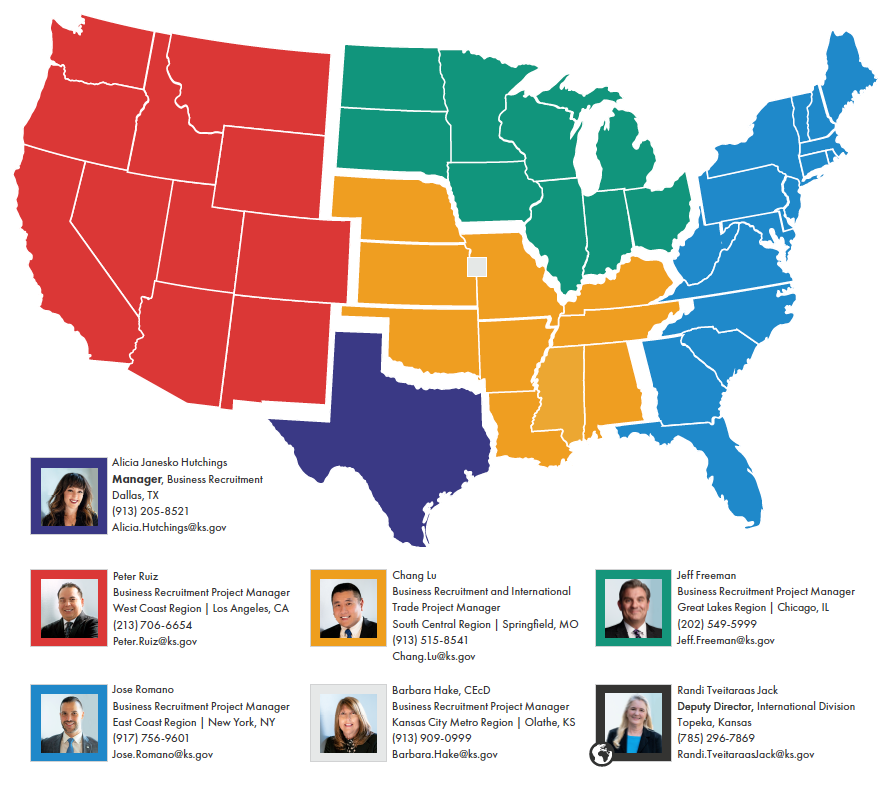 Alicia Janesko Hutchings
Manager, Business Recruitment
Dallas, TX
(913) 205-8521
Alicia.Hutchings@ks.gov
Peter Ruiz
Business Recruitment Project Manager
West Coast Region | Los Angeles, CA
(213) 706-6654
Peter.Ruiz@ks.gov
Chang Lu
Business Recruitment and International
Trade Project Manager
South Central Region | Springfield, MO
(913) 515-8541
Chang.Lu@ks.gov
Jeff Freeman
Business Recruitment Project Manager
Great Lakes Region | Chicago, IL
(202) 549-5999
Jeff.Freeman@ks.gov
Jose Romano
Business Recruitment Project Manager
East Coast Region | New York, NY
(917) 756-9601
Jose.Romano@ks.gov
Barbara Hake, CEcD
Business Recruitment Project Manager
Kansas City Metro Region | Olathe, KS
(913) 909-0999
Barbara.Hake@ks.gov
Randi Tveitaraas Jack
Deputy Director, International Division
Topeka, Kansas
(785) 296-7869
Randi.TveitaraasJack@ks.gov